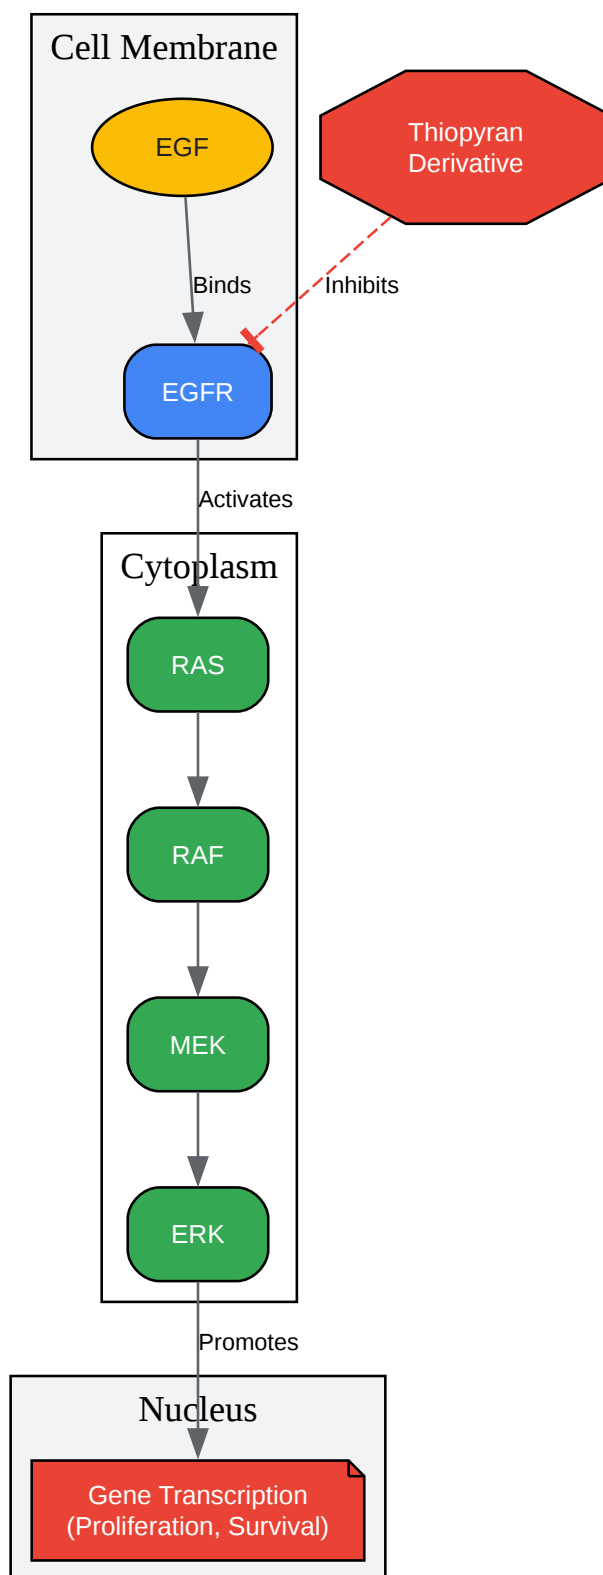 Cell Membrane
EGF
Thiopyran
Derivative
Binds
Inhibits
EGFR
Activates
Cytoplasm
RAS
RAF
MEK
ERK
Promotes
Nucleus
Gene Transcription
(Proliferation, Survival)